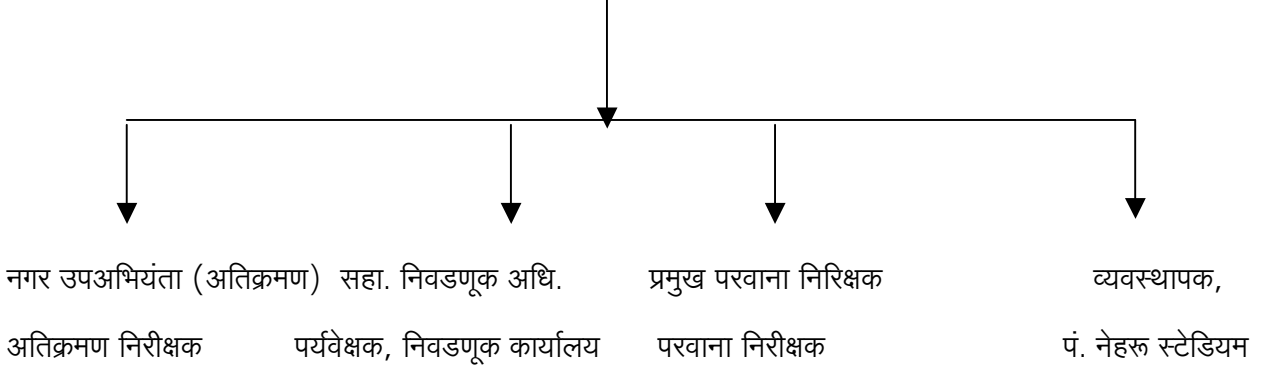 नगर उपअभियंता (अतिक्रमण) सहा. निवडणूक अधि. प्रमुख परवाना निरिक्षक व्यवस्थापक,
अतिक्रमण निरीक्षक पर्यवेक्षक, निवडणूक कार्यालय परवाना निरीक्षक पं. नेहरू स्टेडियम